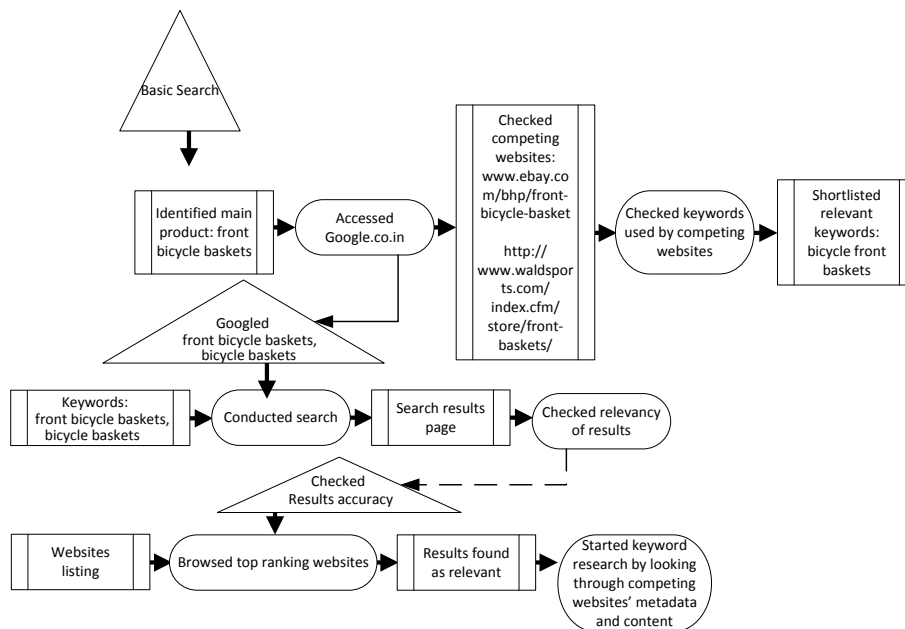 Basic Search
Identified main
product: front
bicycle baskets
Accessed
Google.co.in
Checked
competing
websites:
www.ebay.co
m/bhp/front-
bicycle-basket
http://
www.waldspo
rts.com/
index.cfm/
store/front-
baskets/
Checked keywords
used by competing
websites
Shortlisted
relevant
keywords:
bicycle front
baskets
Googled
front bicycle baskets,
bicycle baskets
Keywords:
front bicycle baskets,
bicycle baskets
Conducted search
Search results
page
Checked relevancy
of results
Checked
Results accuracy
Websites
listing
Browsed top ranking websites
Results found
as relevant
Started keyword
research by looking
through competing
websites’ metadata
and content